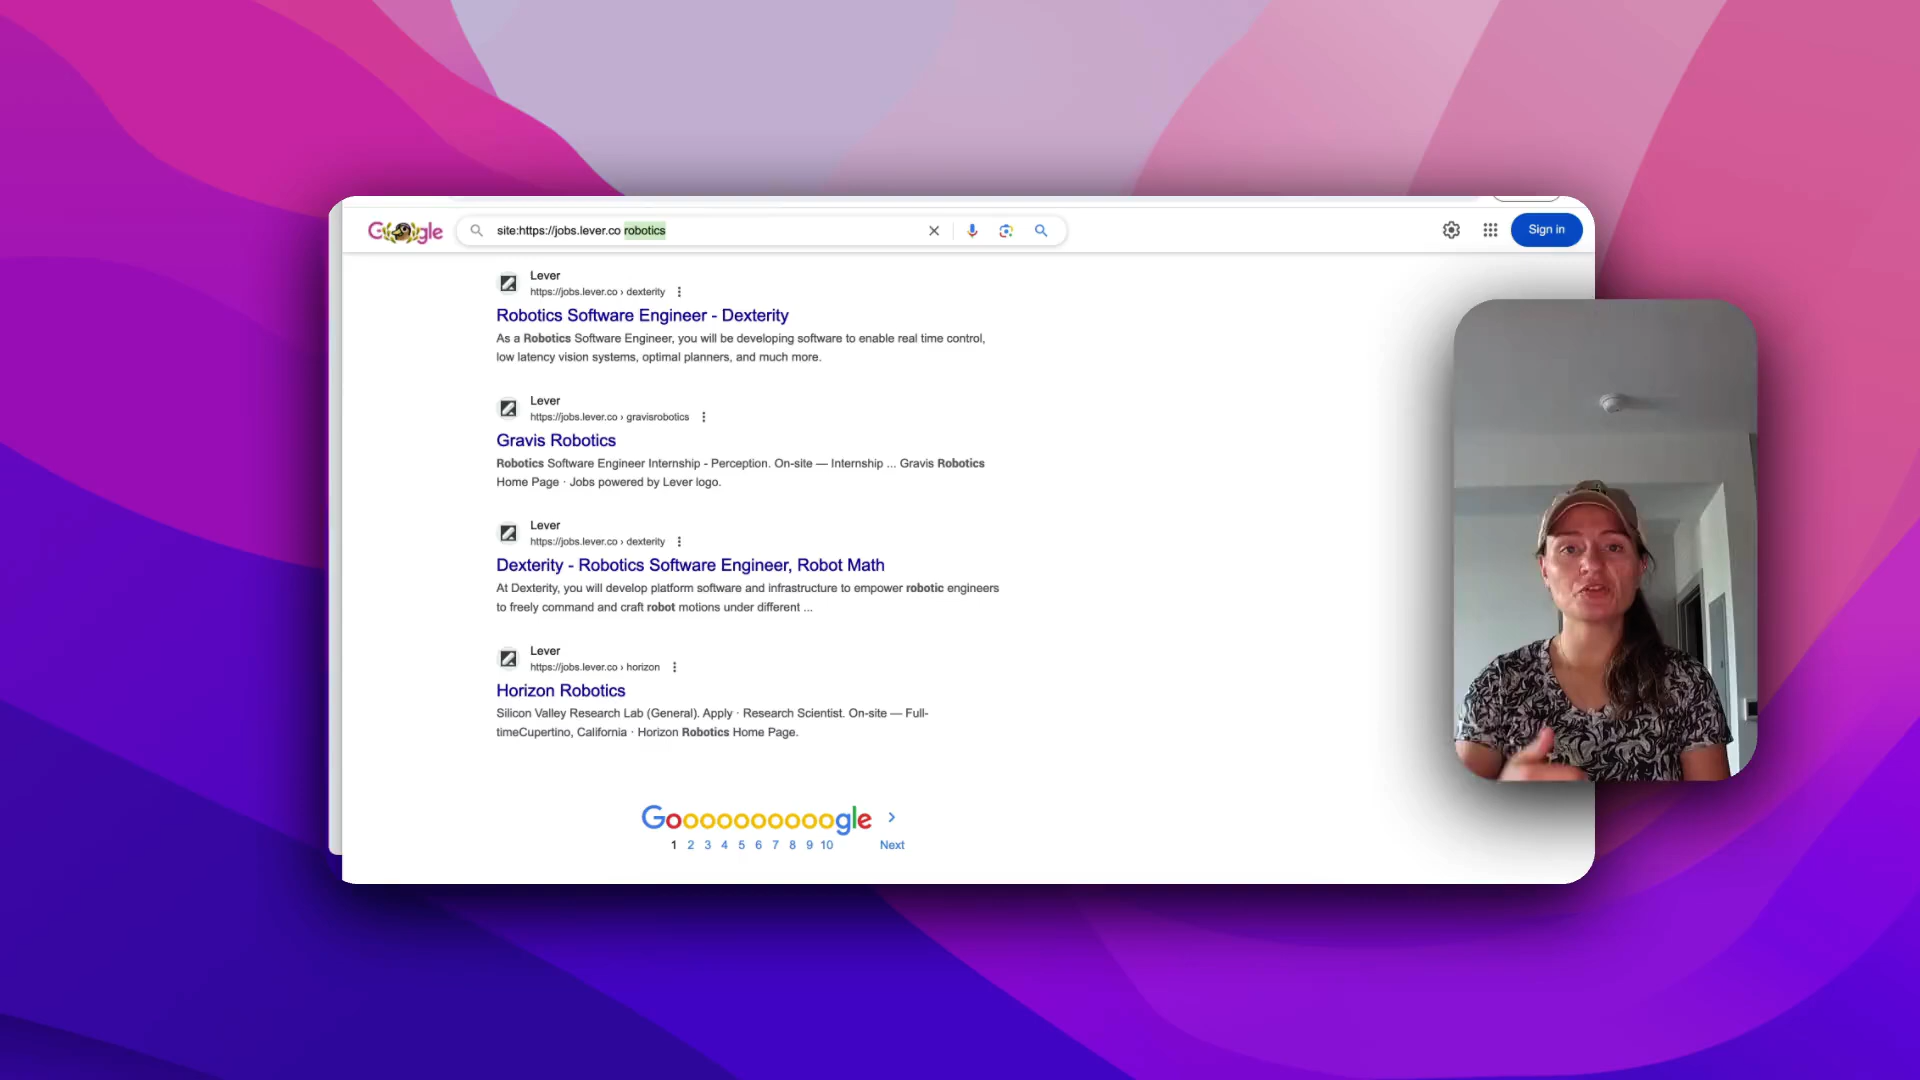 Google
site:https://jobs.lever.co robotics
Sign in
Lever
https://jobs.lever.co › dexterity
Robotics Software Engineer - Dexterity
As a Robotics Software Engineer, you will be developing software to enable real time control,
low latency vision systems, optimal planners, and much more.
Lever
https://jobs.lever.co › gravisrobotics
Gravis Robotics
Robotics Software Engineer Internship - Perception. On-site — Internship ... Gravis Robotics
Home Page · Jobs powered by Lever logo.
Lever
https://jobs.lever.co › dexterity
Dexterity - Robotics Software Engineer, Robot Math
At Dexterity, you will develop platform software and infrastructure to empower robotic engineers
to freely command and craft robot motions under different ...
Lever
https://jobs.lever.co › horizon
Horizon Robotics
Silicon Valley Research Lab (General). Apply · Research Scientist. On-site — Full-
timeCupertino, California · Horizon Robotics Home Page.
Goooooooooogle >
1 2 3 4 5 6 7 8 9 10 Next